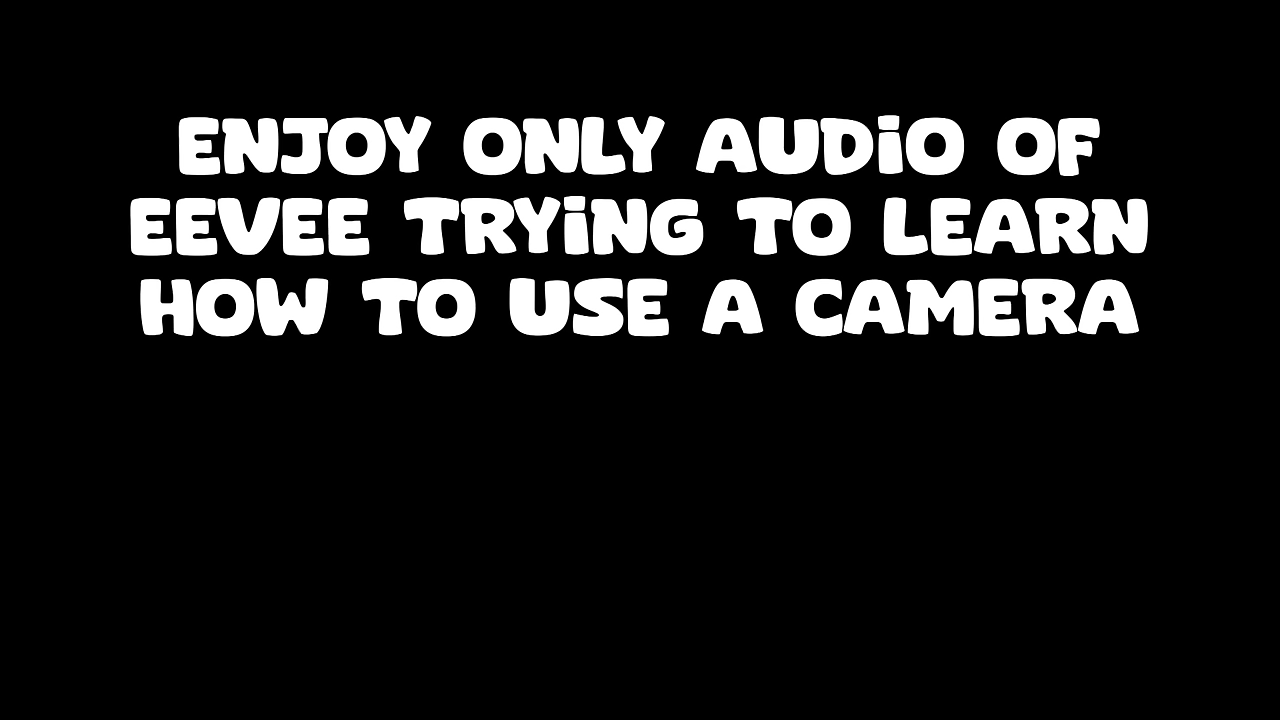 ENJOY ONLY AUDiO OF
EEVEE TRYiNG TO LEARN
HOW TO USE A CAMERA